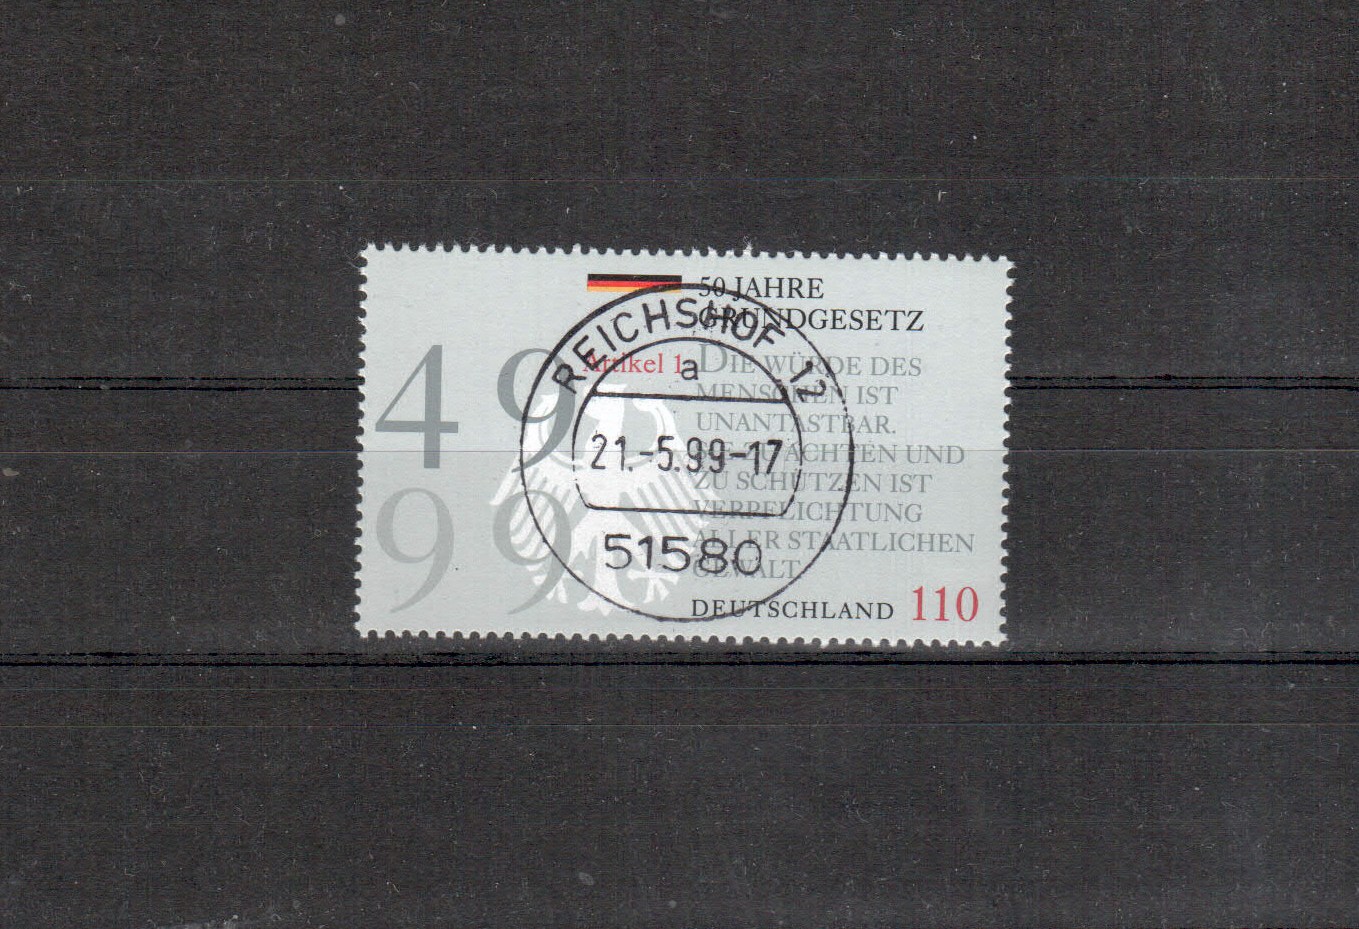 50 JAHRE
GRUNDGESETZ
49
99
Artikel 1
DIE WÜRDE DES
MENSCHEN IST
UNANTASTBAR.
SIE ZU ACHTEN UND
ZU SCHÜTZEN IST
VERPFLICHTUNG
ALLER STAATLICHEN
GEWALT
DEUTSCHLAND 110
REICHSHOF 12
a
21.-5.99-17
51580